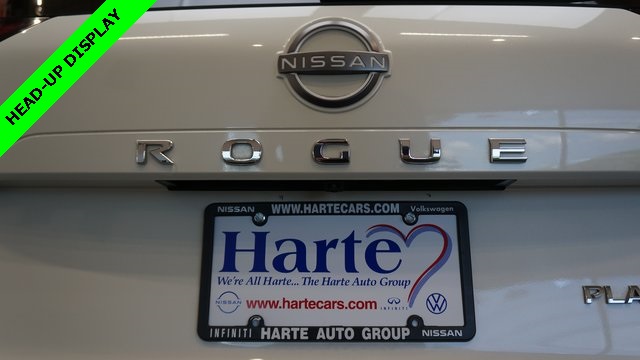 HEAD-UP DISPLAY
NISSAN
ROGUE
NISSAN WWW.HARTECARS.COM Volkswagen
Harte
We're All Harte... The Harte Auto Group
NISSAN www.hartecars.com INFINITI
INFINITI HARTE AUTO GROUP NISSAN
PLA